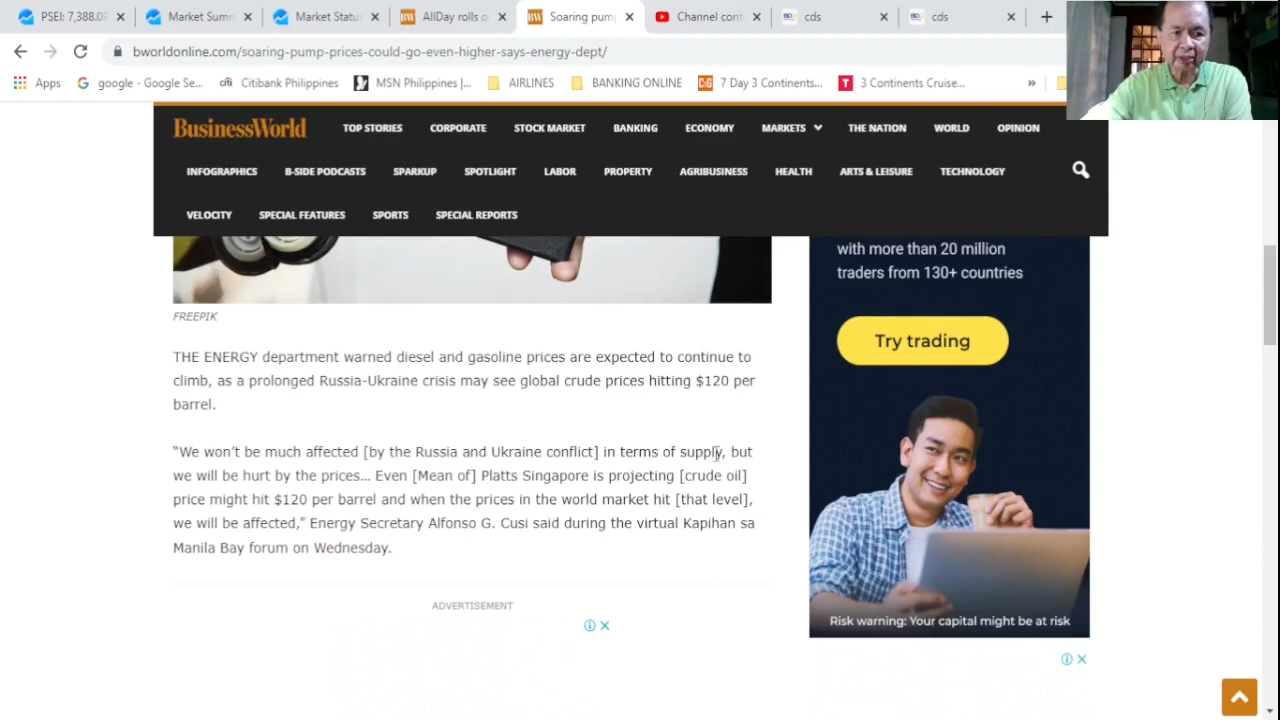 PSEI: 7,388.09
Market Summ
Market Status
AllDay rolls o
Soaring pump
Channel cont
cds
cds
bworldonline.com/soaring-pump-prices-could-go-even-higher-says-energy-dept/
Apps
google - Google Se...
Citibank Philippines
MSN Philippines |...
AIRLINES
BANKING ONLINE
7 Day 3 Continents...
3 Continents Cruise...
»
BusinessWorld
TOP STORIES
CORPORATE
STOCK MARKET
BANKING
ECONOMY
MARKETS
THE NATION
WORLD
OPINION
INFOGRAPHICS
B-SIDE PODCASTS
SPARKUP
SPOTLIGHT
LABOR
PROPERTY
AGRIBUSINESS
HEALTH
ARTS & LEISURE
TECHNOLOGY
VELOCITY
SPECIAL FEATURES
SPORTS
SPECIAL REPORTS
FREEPIK
THE ENERGY department warned diesel and gasoline prices are expected to continue to
climb, as a prolonged Russia-Ukraine crisis may see global crude prices hitting $120 per
barrel.
“We won’t be much affected [by the Russia and Ukraine conflict] in terms of supply, but
we will be hurt by the prices… Even [Mean of] Platts Singapore is projecting [crude oil]
price might hit $120 per barrel and when the prices in the world market hit [that level],
we will be affected,” Energy Secretary Alfonso G. Cusi said during the virtual Kapihan sa
Manila Bay forum on Wednesday.
ADVERTISEMENT
with more than 20 million
traders from 130+ countries
Try trading
Risk warning: Your capital might be at risk